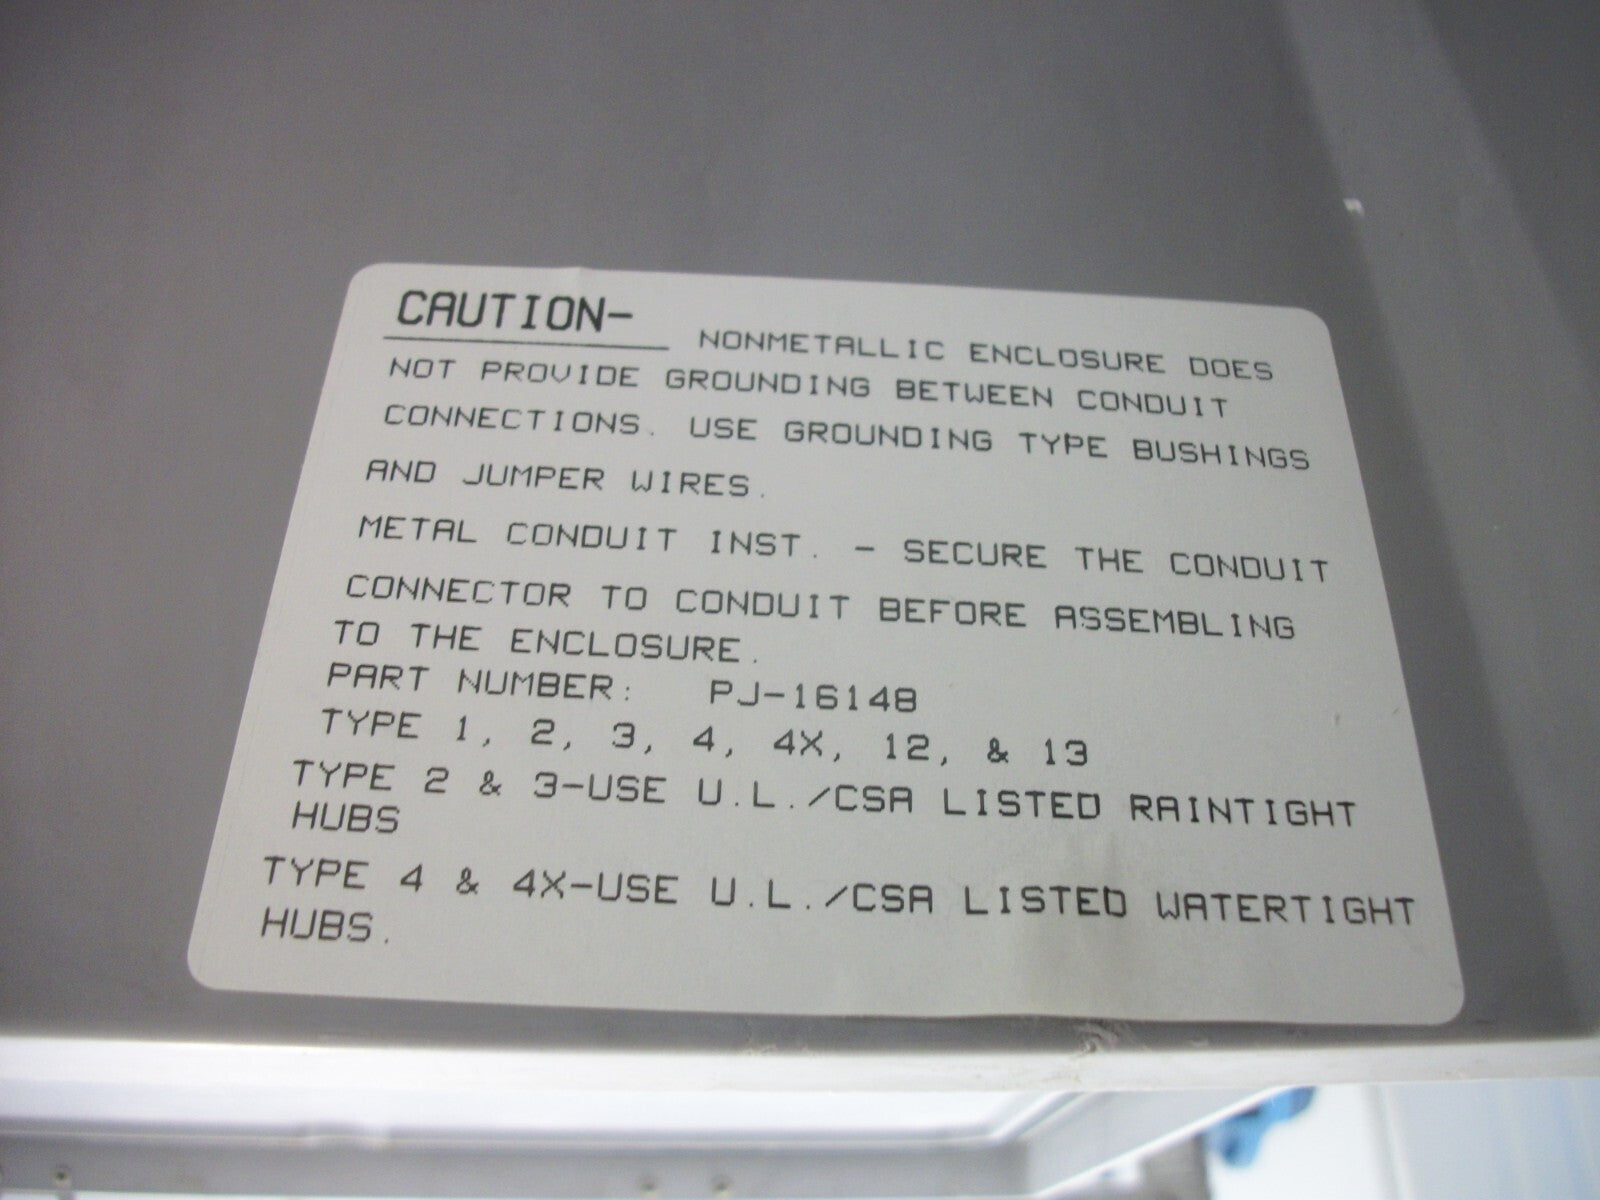 CAUTION-
NONMETALLIC ENCLOSURE DOES
NOT PROVIDE GROUNDING BETWEEN CONDUIT
CONNECTIONS. USE GROUNDING TYPE BUSHINGS
AND JUMPER WIRES.
METAL CONDUIT INST. - SECURE THE CONDUIT
CONNECTOR TO CONDUIT BEFORE ASSEMBLING
TO THE ENCLOSURE.
PART NUMBER: PJ-16148
TYPE 1, 2, 3, 4, 4X, 12, & 13
TYPE 2 & 3-USE U.L./CSA LISTED RAINTIGHT
HUBS
TYPE 4 & 4X-USE U.L./CSA LISTED WATERTIGHT
HUBS.